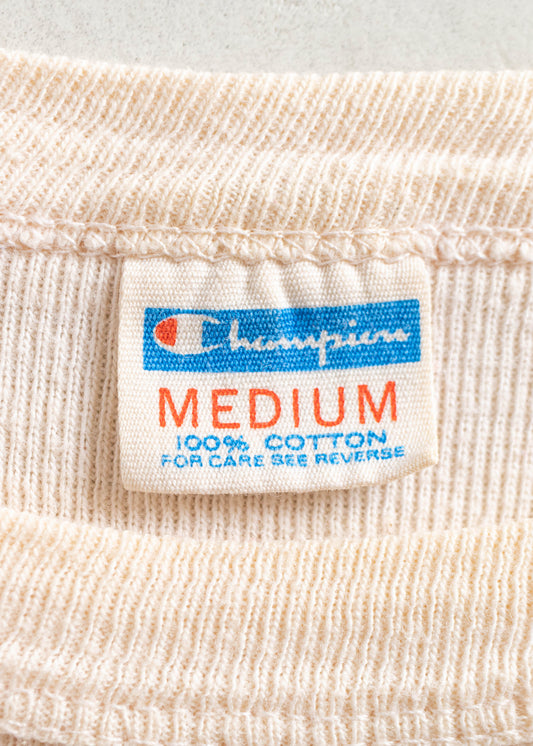 Champion
MEDIUM
100% COTTON
FOR CARE SEE REVERSE